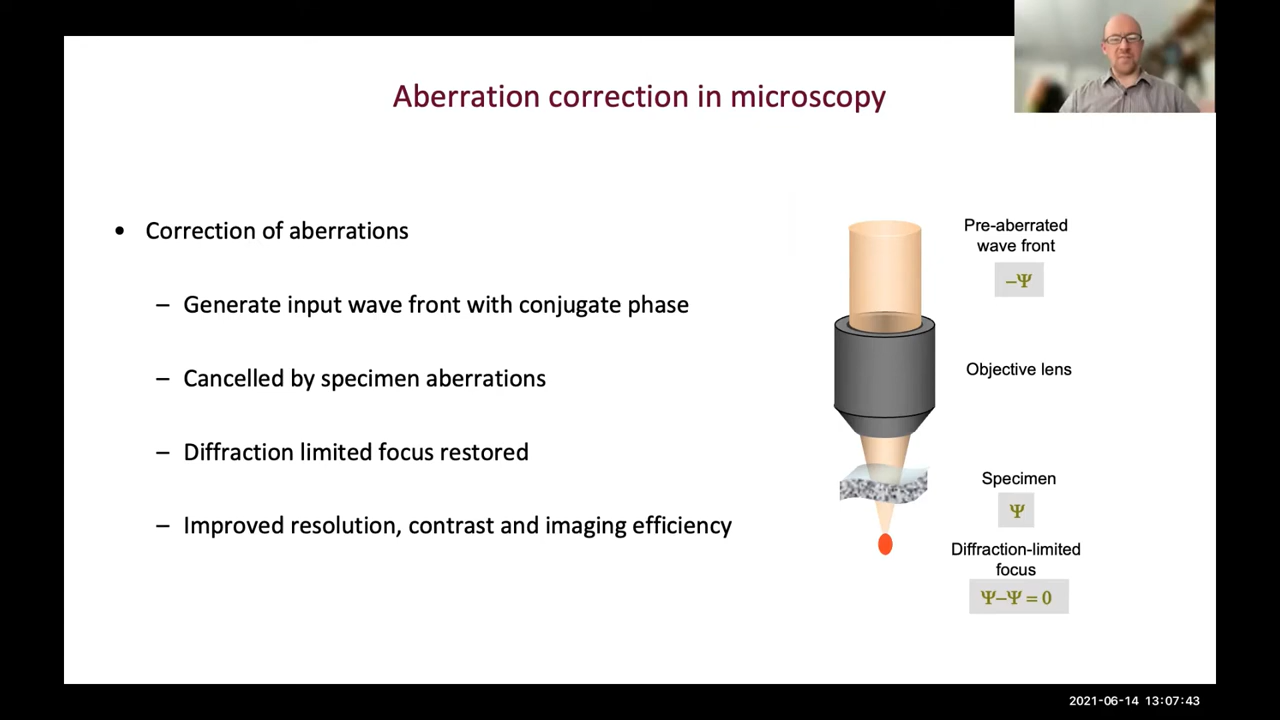 Aberration correction in microscopy
• Correction of aberrations
– Generate input wave front with conjugate phase
– Cancelled by specimen aberrations
– Diffraction limited focus restored
– Improved resolution, contrast and imaging efficiency
Pre-aberrated
wave front
–Ψ
Objective lens
Specimen
Ψ
Diffraction-limited
focus
Ψ–Ψ = 0
2021-06-14 13:07:43